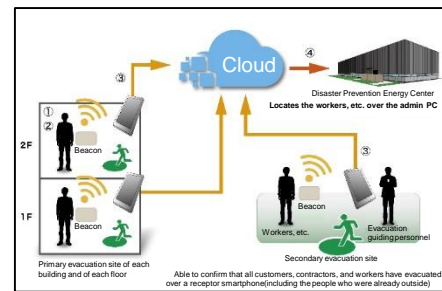 ③
Cloud
④
Disaster Prevention Energy Center
Locates the workers, etc. over the admin PC
①
②
2F
Beacon
③
1F
Beacon
Beacon
Workers, etc.
Evacuation
guiding personnel
Primary evacuation site of each
building and of each floor
Secondary evacuation site
Able to confirm that all customers, contractors, and workers have evacuated
over a receptor smartphone(including the people who were already outside)